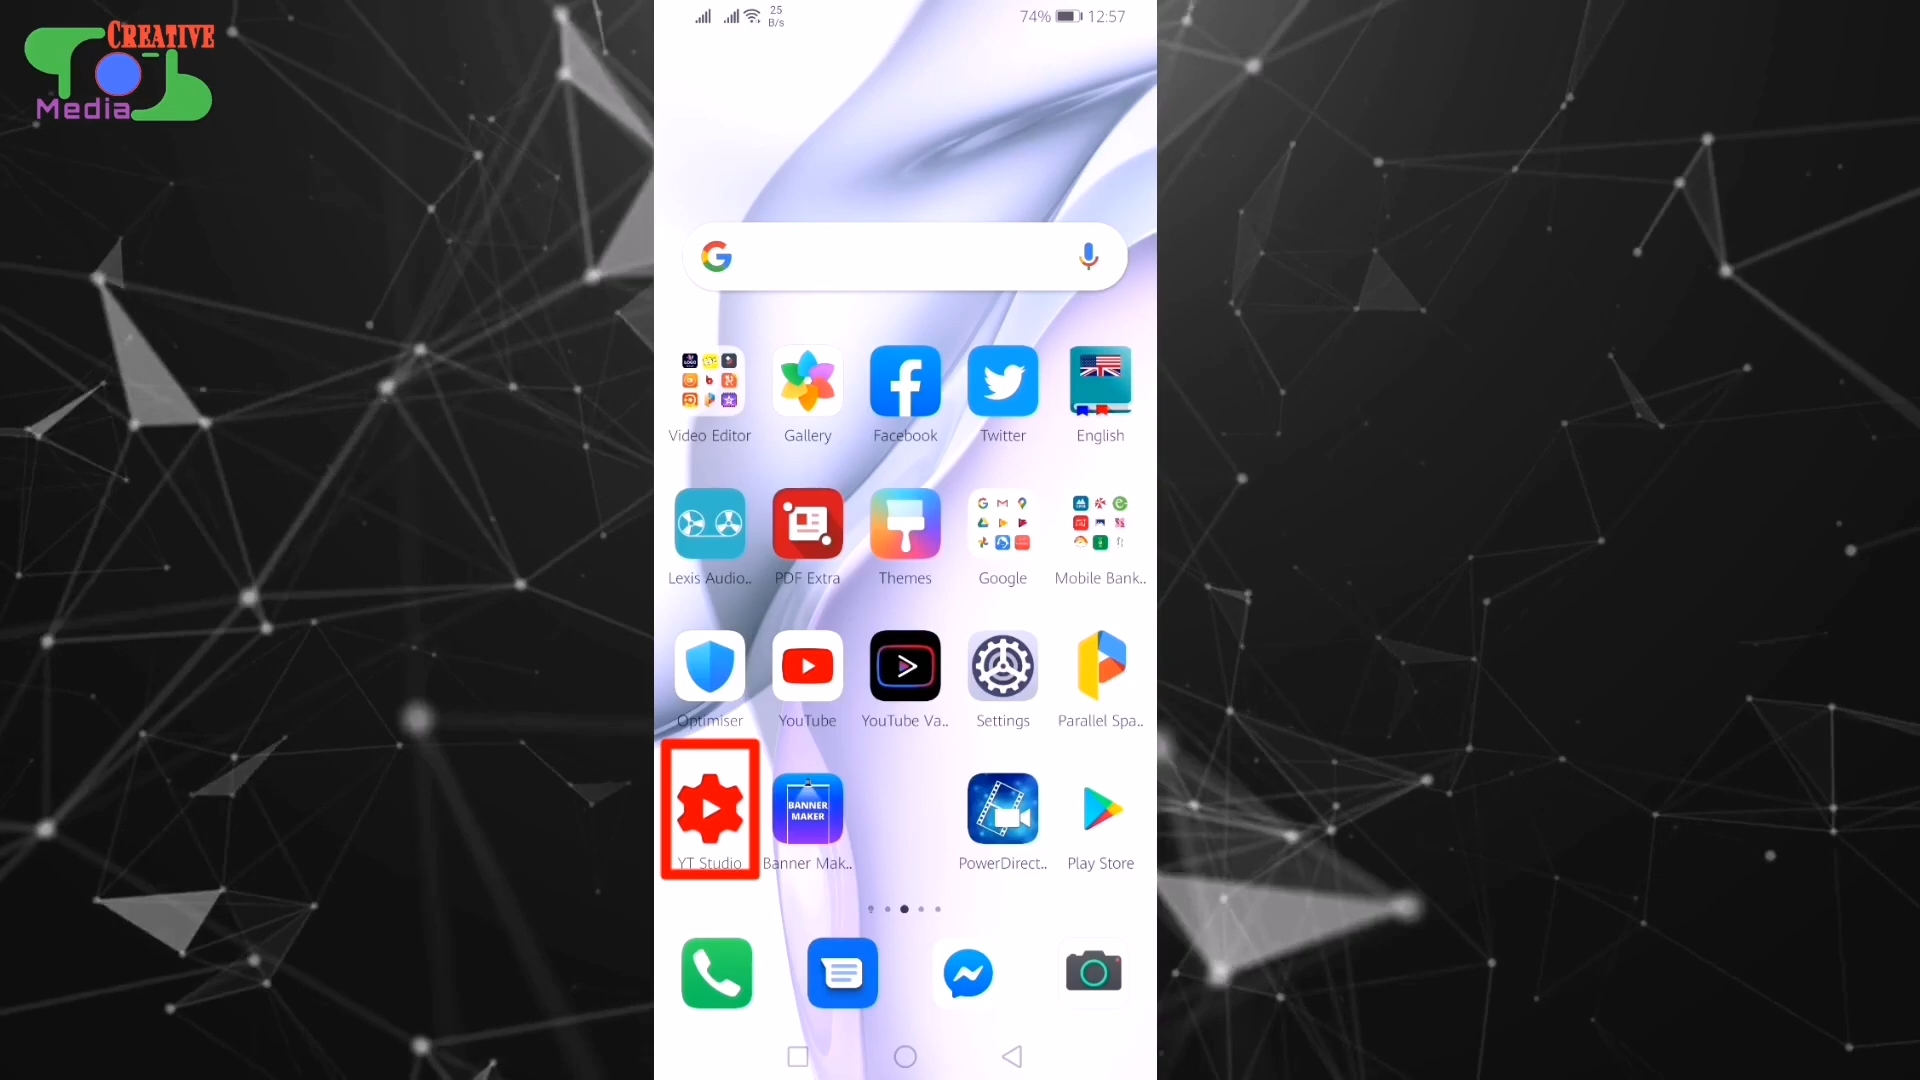 CREATIVE
Media
25
B/s
74%
12:57
Video Editor
Gallery
Facebook
Twitter
English
Lexis Audio..
PDF Extra
Themes
Google
Mobile Bank..
Optimiser
YouTube
YouTube Va..
Settings
Parallel Spa..
BANNER
MAKER
YT Studio
Banner Mak..
PowerDirect..
Play Store